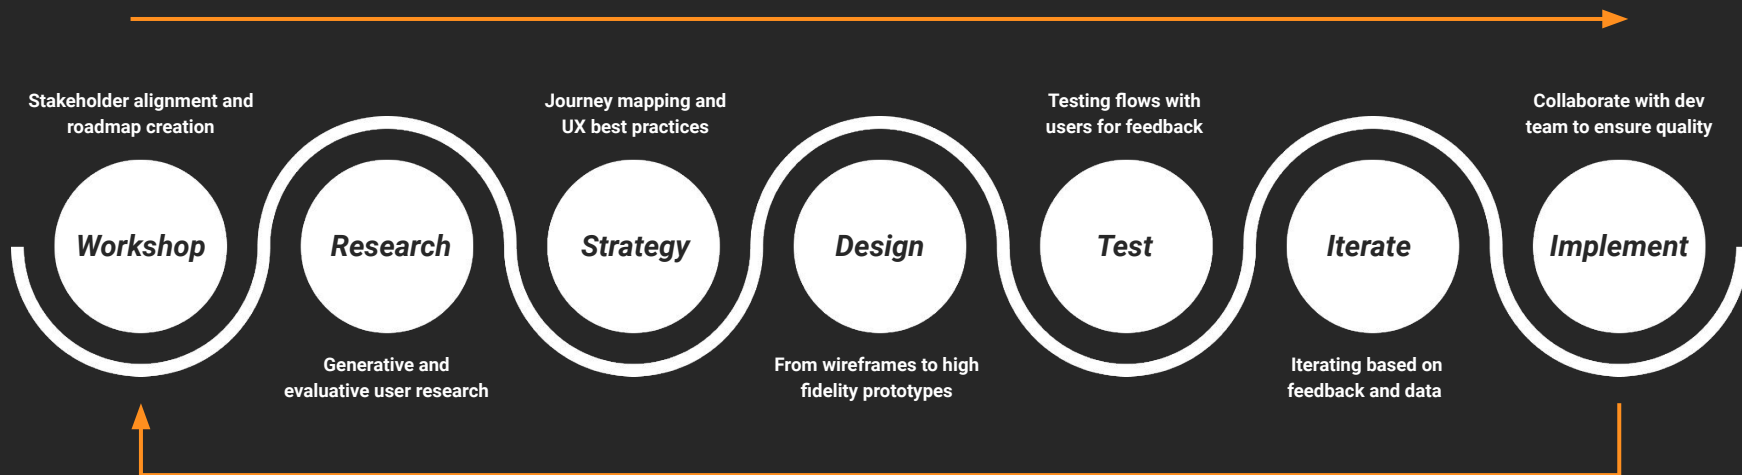 Stakeholder alignment and
roadmap creation
Workshop
Research
Generative and
evaluative user research
Journey mapping and
UX best practices
Strategy
Design
From wireframes to high
fidelity prototypes
Testing flows with
users for feedback
Test
Iterate
Iterating based on
feedback and data
Collaborate with dev
team to ensure quality
Implement